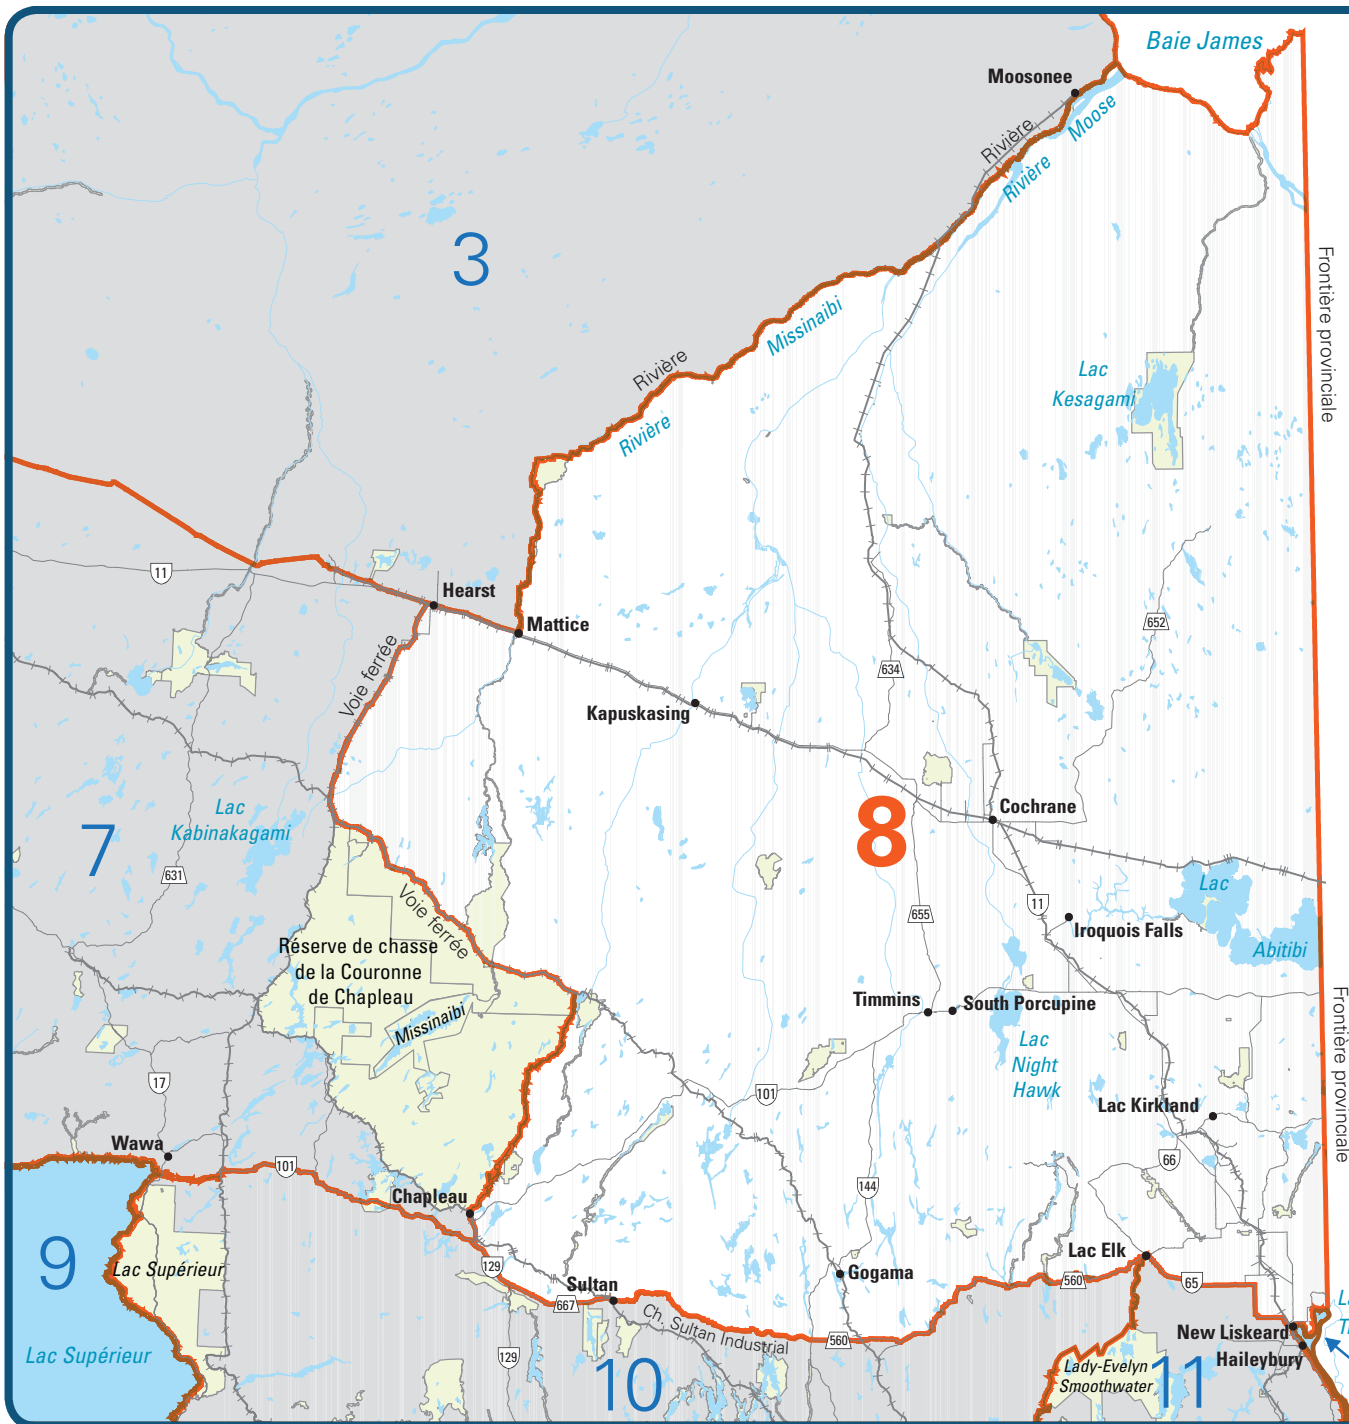 Baie James
Moosonee
Rivière
Moose
Rivière
3
Frontière provinciale
Missinaibi
Rivière
Rivière
Lac
Kesagami
11
Hearst
Mattice
652
Voie ferrée
634
Kapuskasing
Lac
Kabinakagami
7
8
Cochrane
631
Voie ferrée
Lac
11
655
Iroquois Falls
Abitibi
Réserve de chasse
de la Couronne
de Chapleau
Missinaibi
Timmins
South Porcupine
Lac
Night
Hawk
Frontière provinciale
17
101
Lac Kirkland
Wawa
66
101
144
Chapleau
9
Lac Supérieur
129
Sultan
Gogama
Lac Elk
560
65
667
Ch. Sultan Industrial
560
New Liskeard
Haileybury
Lac Supérieur
129
10
Lady-Evelyn
Smoothwater
11